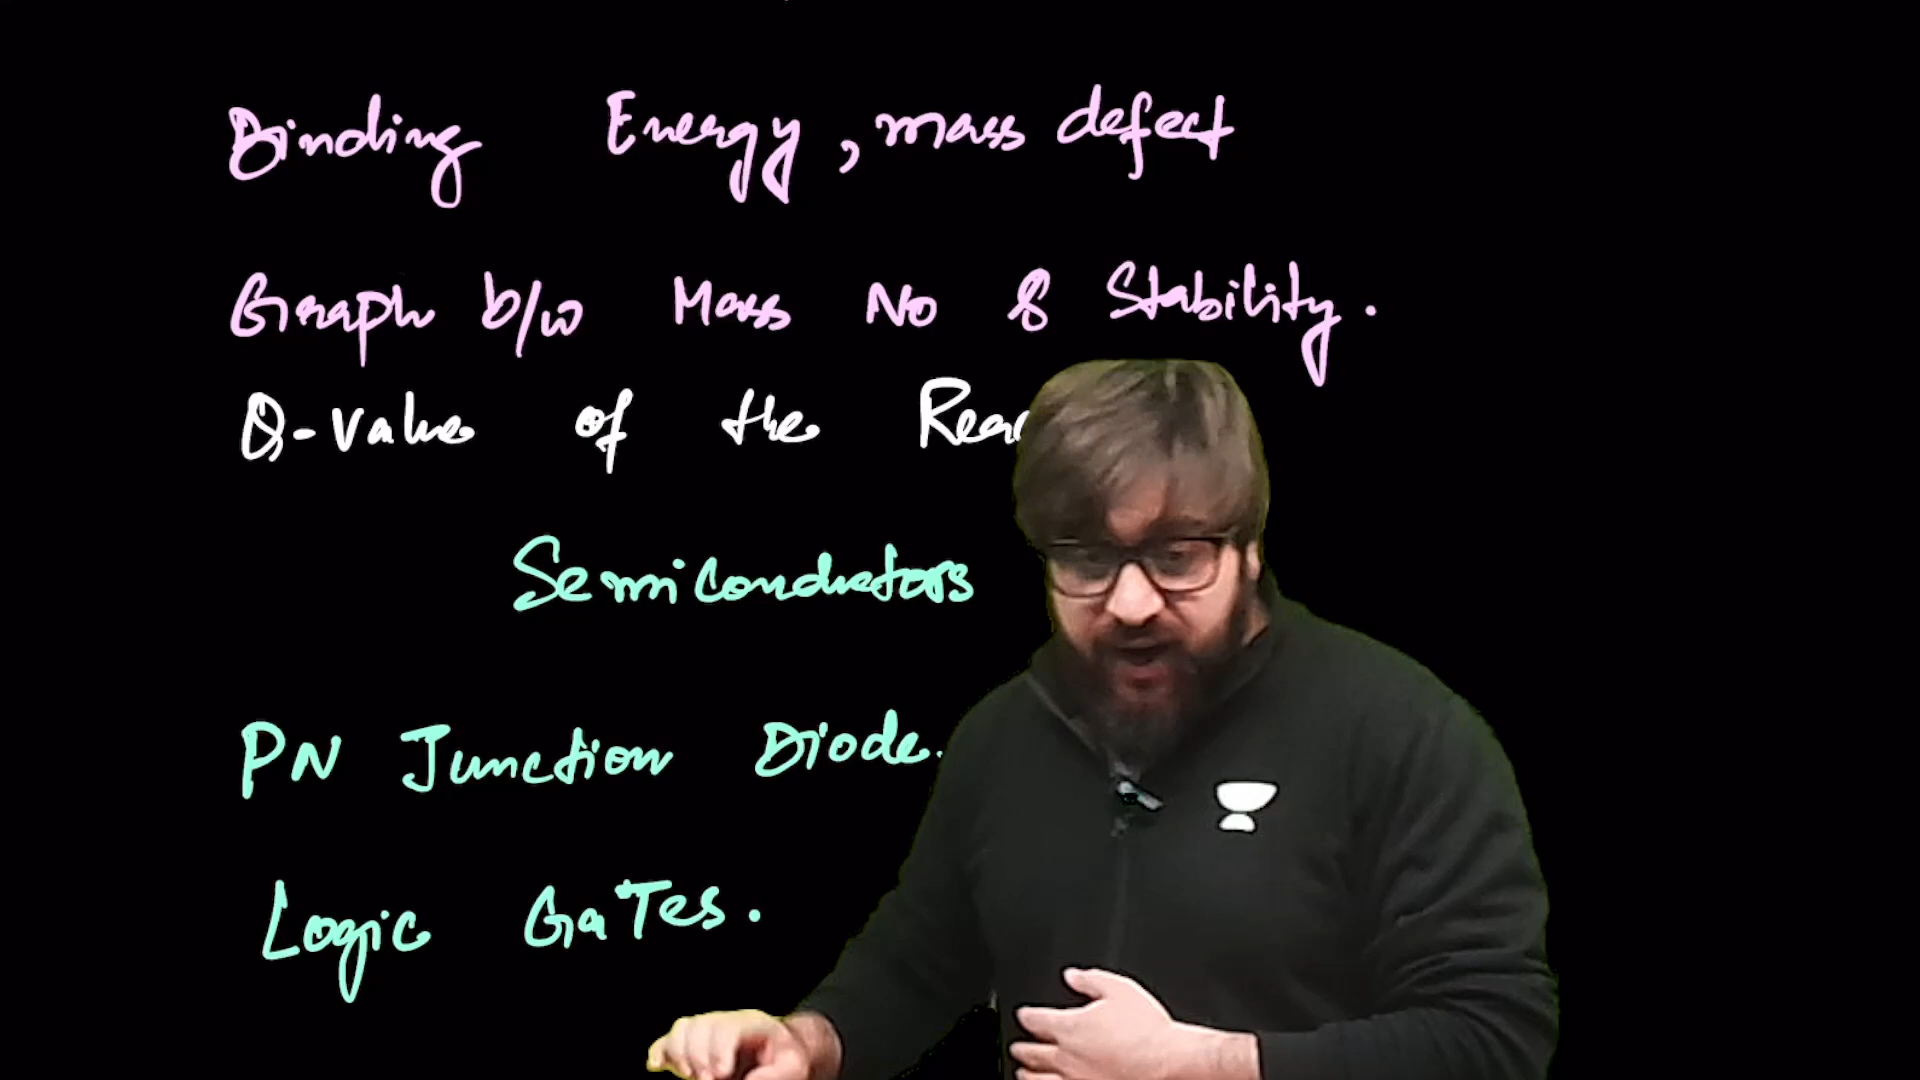 Binding Energy, mass defect
Graph b/w Mass No & Stability.
Q-value of the
Semiconductors
PN Junction Diode.
Logic GaTes.